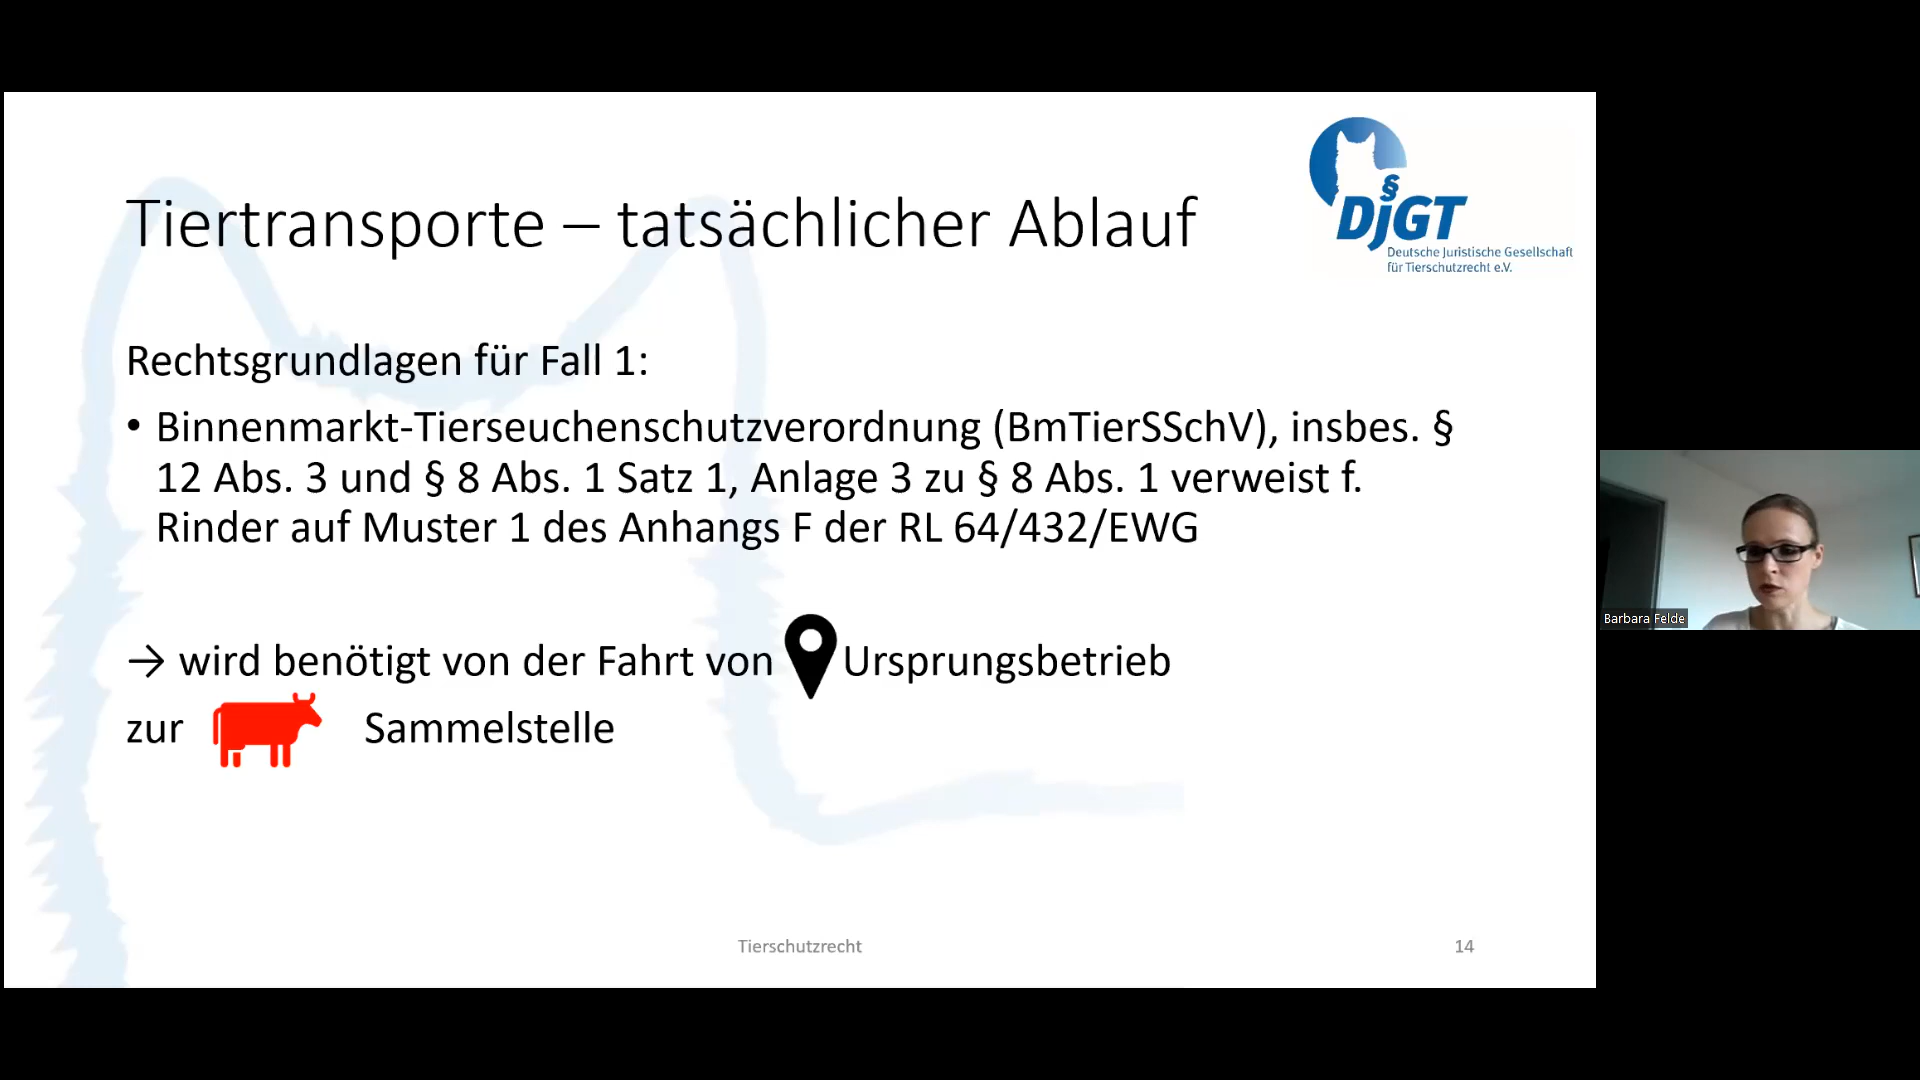 Tiertransporte – tatsächlicher Ablauf
§
DJGT
Deutsche Juristische Gesellschaft
für Tierschutzrecht e.V.
Rechtsgrundlagen für Fall 1:
• Binnenmarkt-Tierseuchenschutzverordnung (BmTierSSchV), insbes. §
12 Abs. 3 und § 8 Abs. 1 Satz 1, Anlage 3 zu § 8 Abs. 1 verweist f.
Rinder auf Muster 1 des Anhangs F der RL 64/432/EWG
→ wird benötigt von der Fahrt von Ursprungsbetrieb
zur Sammelstelle
Barbara Felde
Tierschutzrecht
14